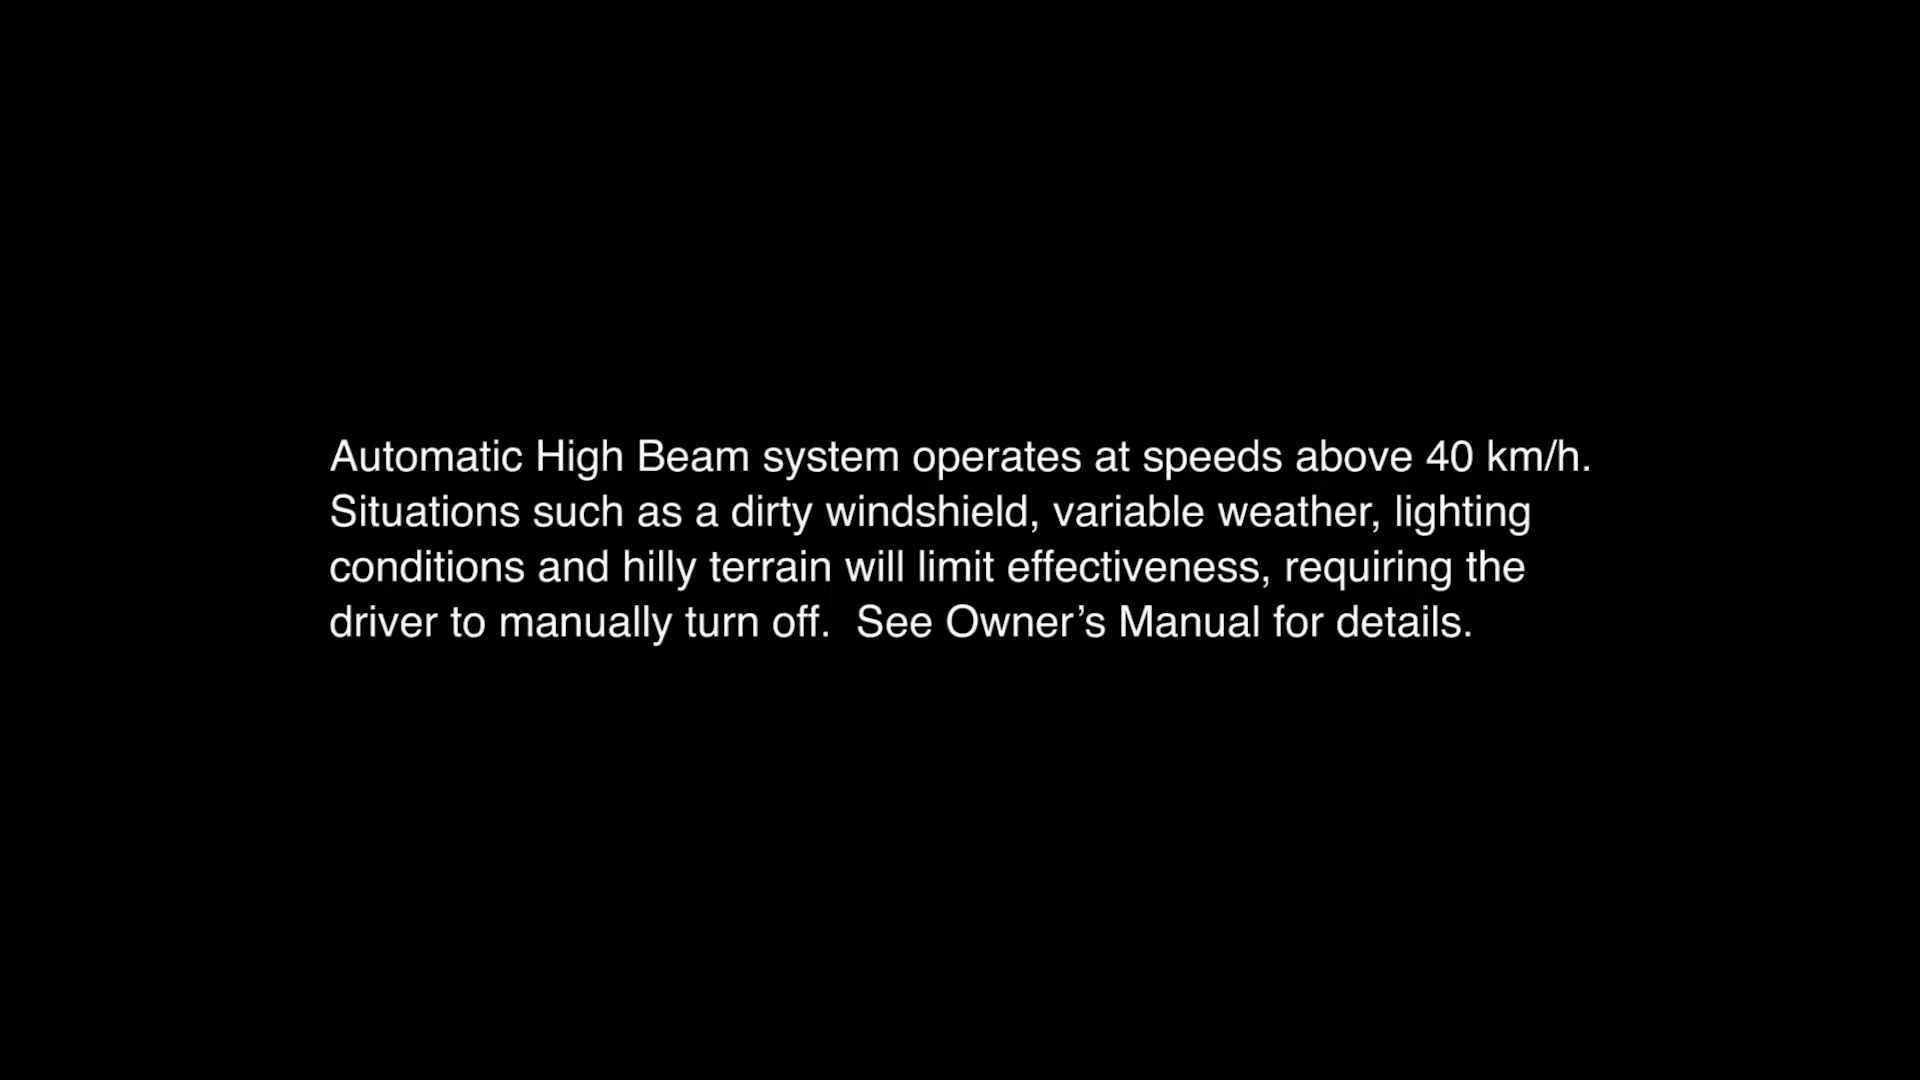 Automatic High Beam system operates at speeds above 40 km/h.
Situations such as a dirty windshield, variable weather, lighting
conditions and hilly terrain will limit effectiveness, requiring the
driver to manually turn off.  See Owner’s Manual for details.